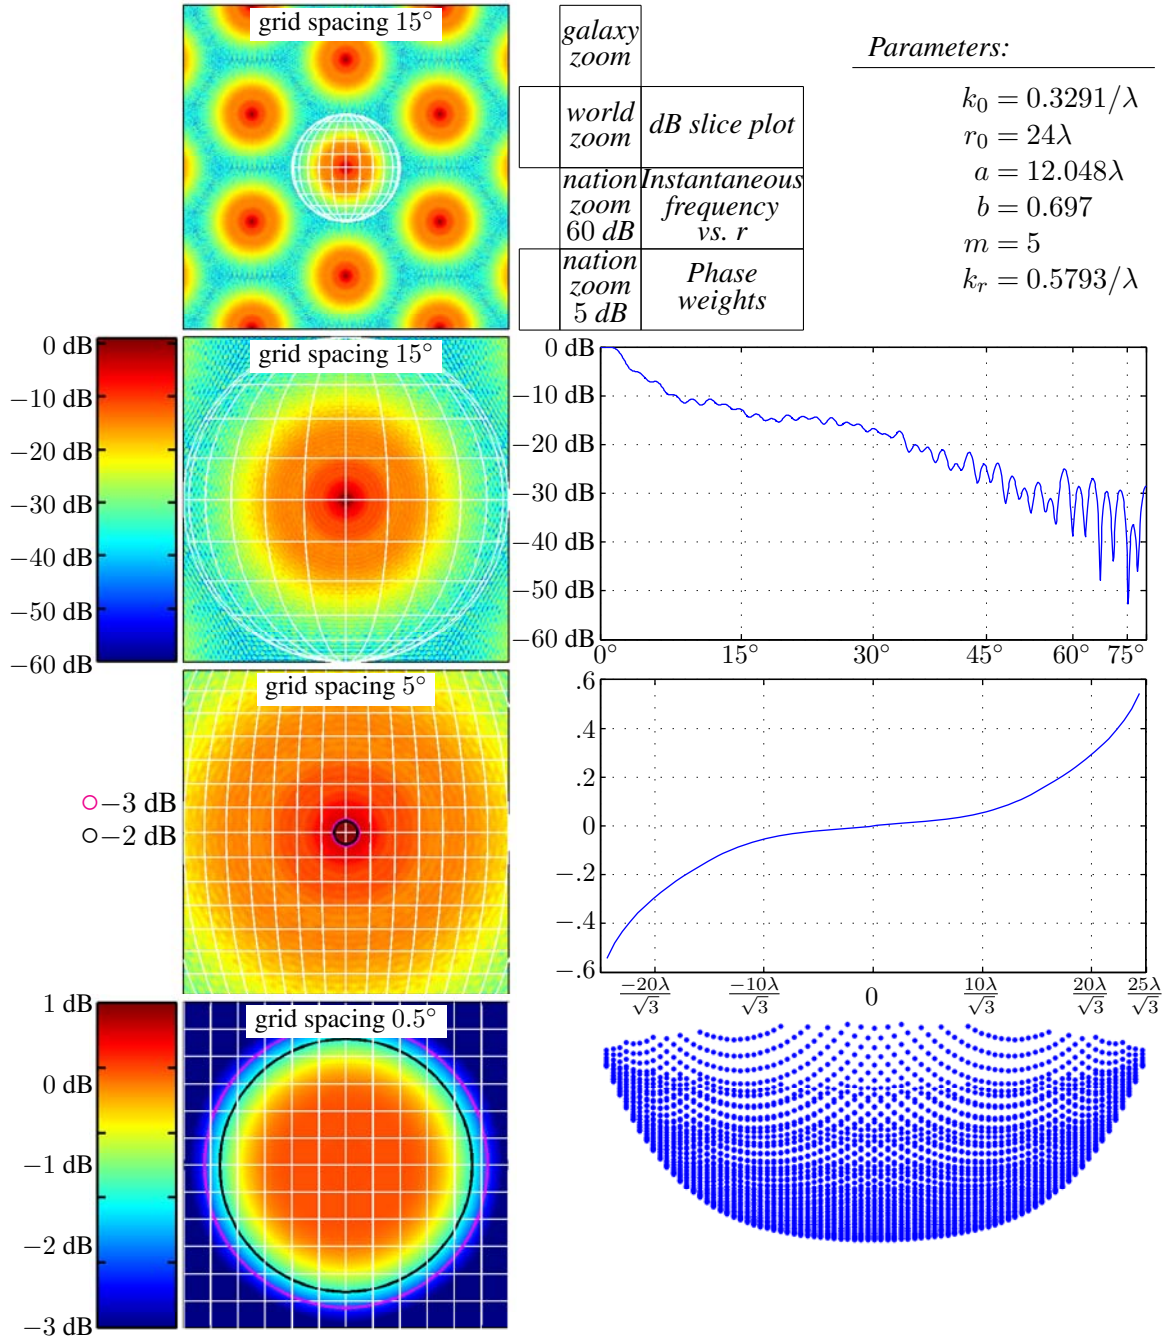 grid spacing 15°
galaxy
zoom
world
zoom
dB slice plot
nation
zoom
60 dB
Instantaneous
frequency
vs. r
nation
zoom
5 dB
Phase
weights
Parameters:
k₀ = 0.3291/λ
r₀ = 24λ
a = 12.048λ
b = 0.697
m = 5
kᵣ = 0.5793/λ
0 dB
−10 dB
−20 dB
−30 dB
−40 dB
−50 dB
−60 dB
grid spacing 15°
0 dB
−10 dB
−20 dB
−30 dB
−40 dB
−50 dB
−60 dB
0° 15° 30° 45° 60° 75°
○−3 dB
○−2 dB
grid spacing 5°
.6
.4
.2
0
−.2
−.4
−.6
−20λ/√3 −10λ/√3 0 10λ/√3 20λ/√3 25λ/√3
1 dB
0 dB
−1 dB
−2 dB
−3 dB
grid spacing 0.5°